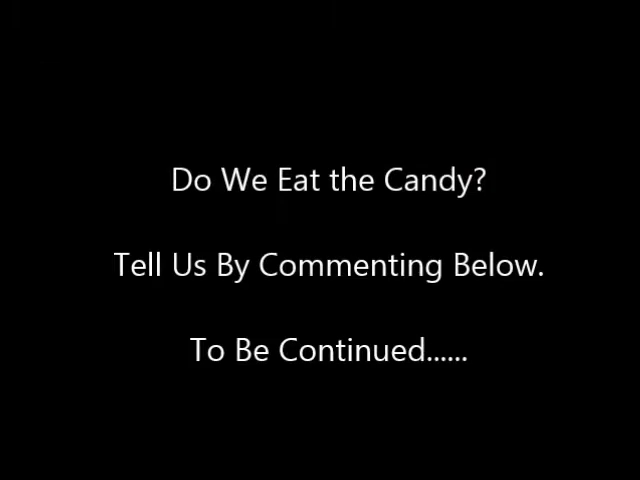 Do We Eat the Candy?
Tell Us By Commenting Below.
To Be Continued......